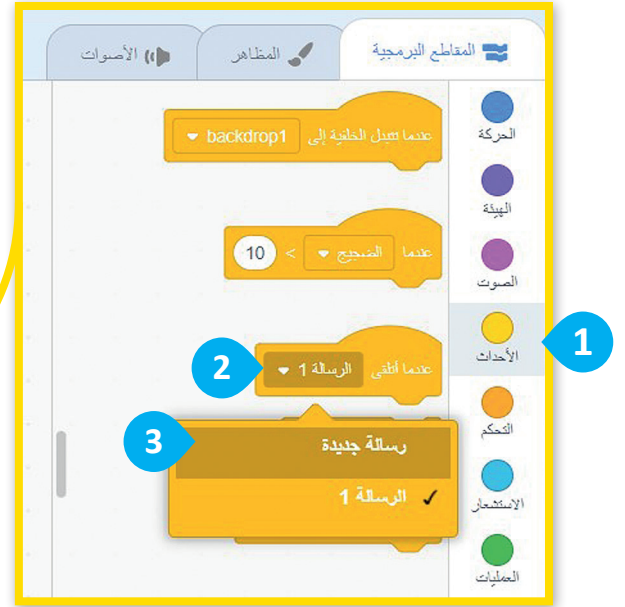 المقاطع البرمجية
المظاهر
الأصوات
الحركة
الهيئة
الصوت
الأحداث
التحكم
الاستشعار
العمليات
عندما تتبدل الخلفية إلى backdrop1
عندما الضجيج > 10
عندما أتلقى الرسالة 1
رسالة جديدة
✓ الرسالة 1
1
2
3